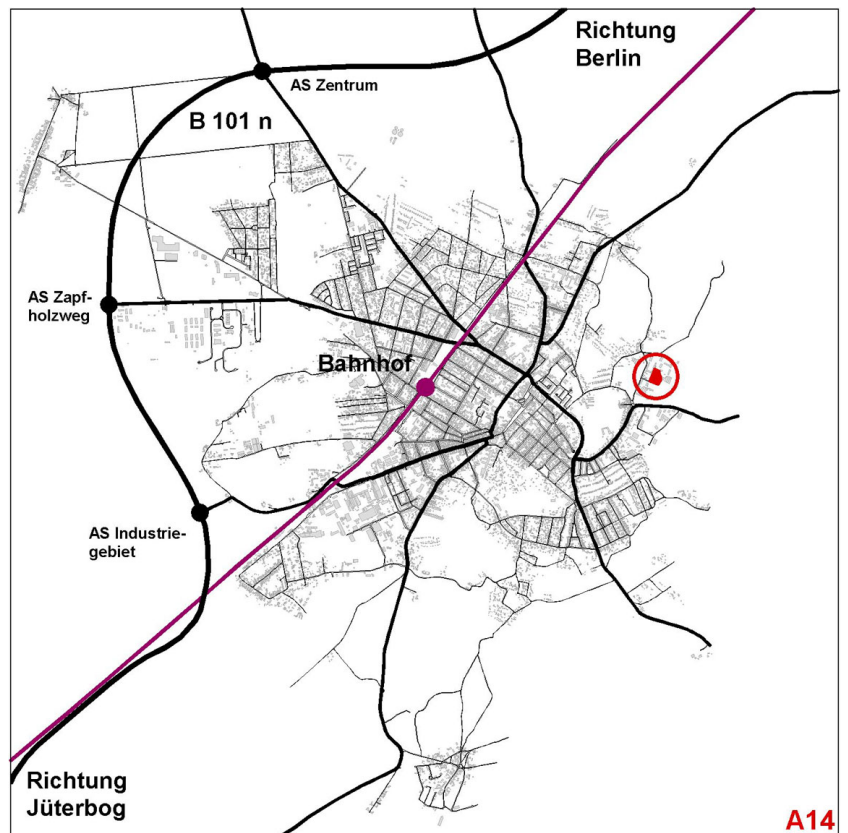 Richtung
Berlin
AS Zentrum
B 101 n
AS Zapf-
holzweg
Bahnhof
AS Industrie-
gebiet
Richtung
Jüterbog
A14